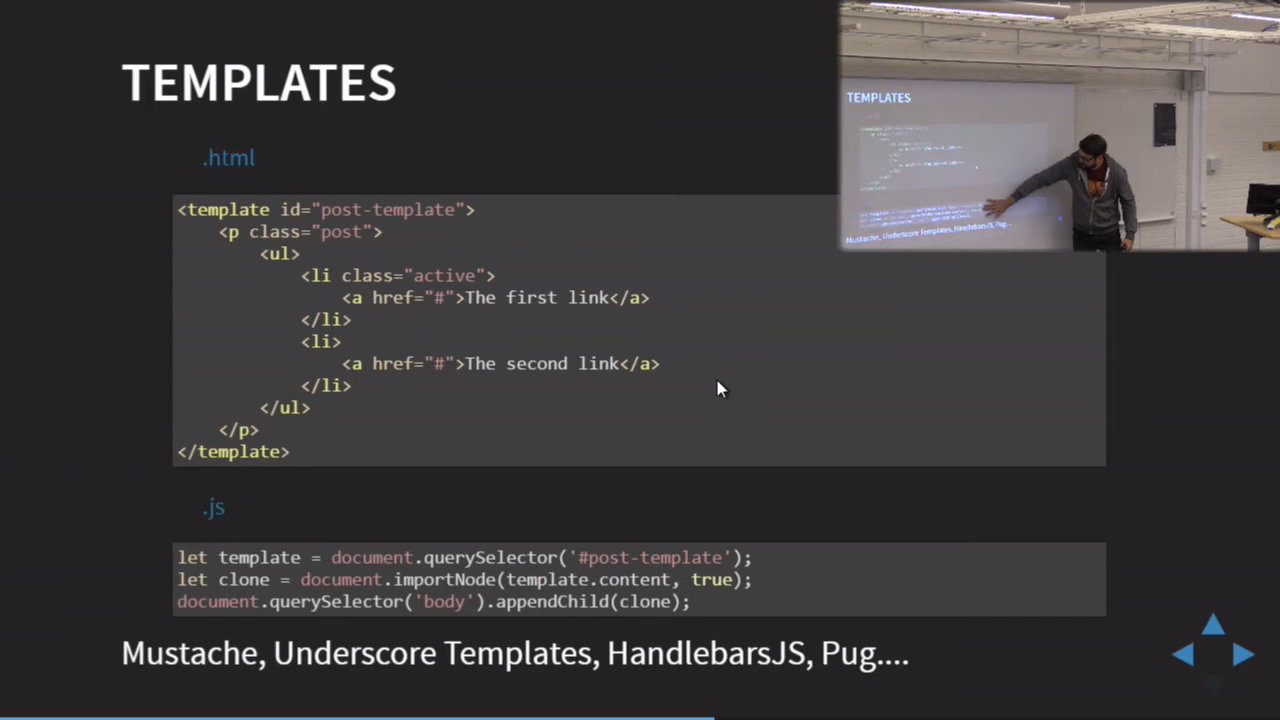 TEMPLATES
.html
<template id="post-template">
    <p class="post">
        <ul>
            <li class="active">
                <a href="#">The first link</a>
            </li>
            <li>
                <a href="#">The second link</a>
            </li>
        </ul>
    </p>
</template>
.js
let template = document.querySelector('#post-template');
let clone = document.importNode(template.content, true);
document.querySelector('body').appendChild(clone);
Mustache, Underscore Templates, HandlebarsJS, Pug....
TEMPLATES
Mustache, Underscore Templates, HandlebarsJS, Pug...